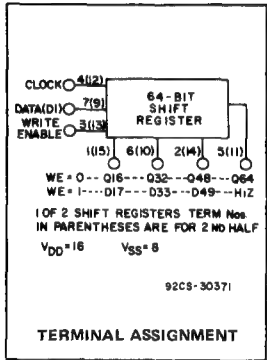 CLOCK 4(12)
DATA(DI) 7(9)
WRITE ENABLE 3(13)
64-BIT
SHIFT
REGISTER
1(15) 6(10) 2(14) 5(11)
WE = 0---Q16---Q32---Q48---Q64
WE = 1---D17---D33---D49---HIZ
1 OF 2 SHIFT REGISTERS TERM Nos.
IN PARENTHESES ARE FOR 2 ND HALF
VDD=16 VSS=8
92CS-30371
TERMINAL ASSIGNMENT